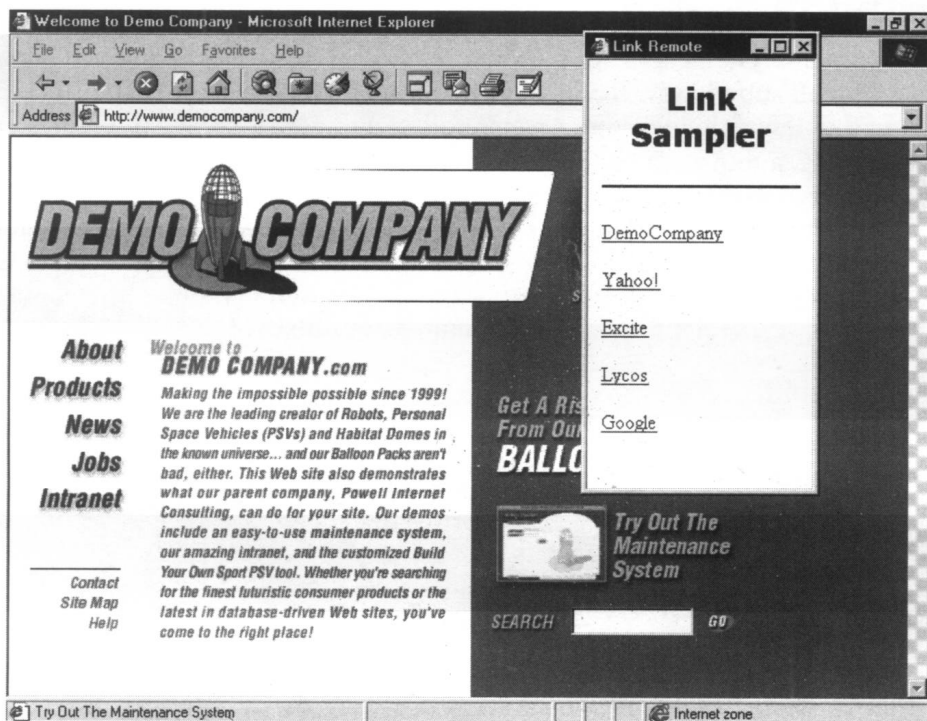 Welcome to Demo Company - Microsoft Internet Explorer
File Edit View Go Favorites Help
Address http://www.democompany.com/
Link Remote
Link
Sampler
DemoCompany
Yahoo!
Excite
Lycos
Google
DEMO COMPANY
About
Products
News
Jobs
Intranet
Contact
Site Map
Help
Welcome to
DEMO COMPANY.com
Making the impossible possible since 1999!
We are the leading creator of Robots, Personal
Space Vehicles (PSVs) and Habitat Domes in
the known universe... and our Balloon Packs aren't
bad, either. This Web site also demonstrates
what our parent company, Powell Internet
Consulting, can do for your site. Our demos
include an easy-to-use maintenance system,
our amazing intranet, and the customized Build
Your Own Sport PSV tool. Whether you're searching
for the finest futuristic consumer products or the
latest in database-driven Web sites, you've
come to the right place!
Get A Ris
From Our
BALLO
Try Out The
Maintenance
System
SEARCH GO
Try Out The Maintenance System
Internet zone